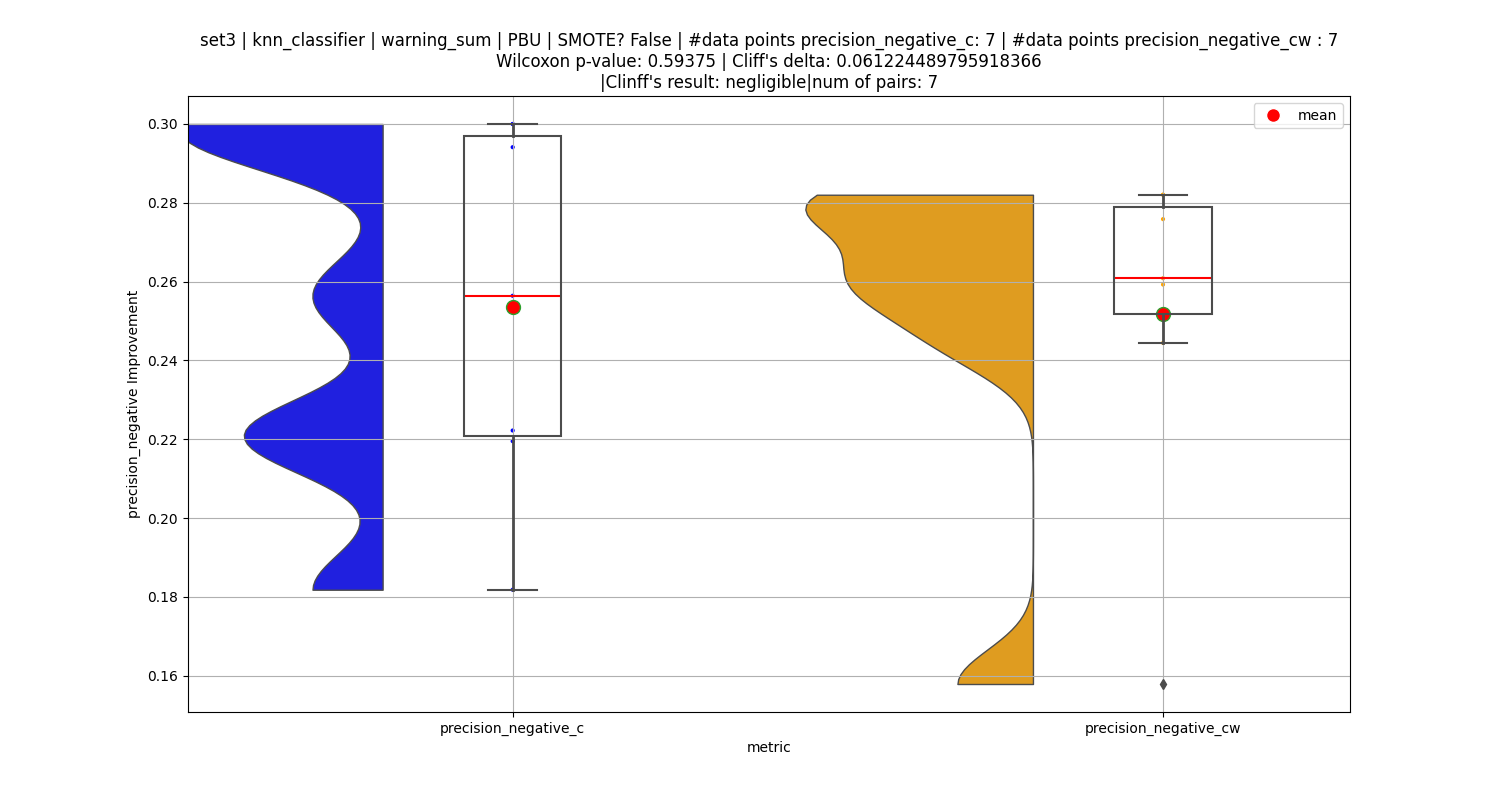 set3 | knn_classifier | warning_sum | PBU | SMOTE? False | #data points precision_negative_c: 7 | #data points precision_negative_cw : 7
Wilcoxon p-value: 0.59375 | Cliff's delta: 0.061224489795918366
|Clinff's result: negligible|num of pairs: 7
mean
0.30
0.28
0.26
0.24
0.22
0.20
0.18
0.16
precision_negative Improvement
precision_negative_c
precision_negative_cw
metric